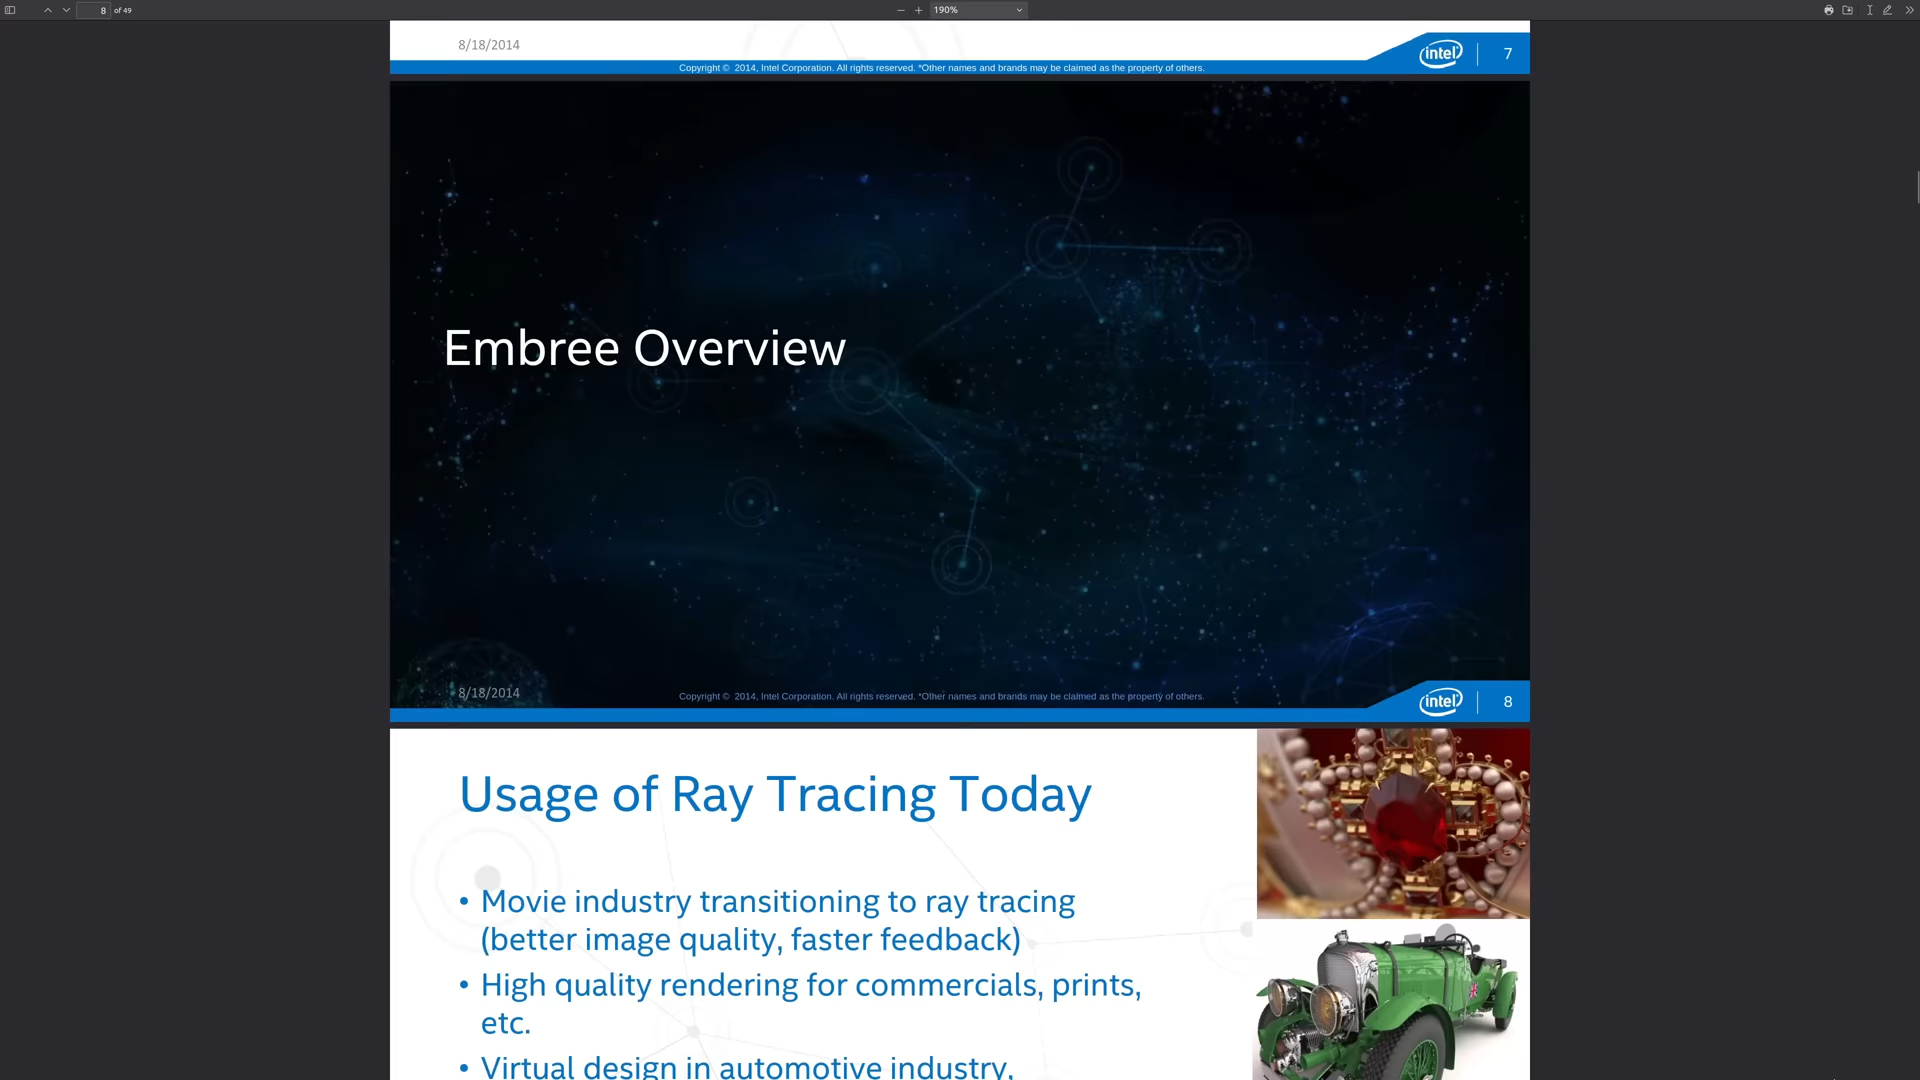 8 of 49
190%
8/18/2014
Copyright ©  2014, Intel Corporation. All rights reserved. *Other names and brands may be claimed as the property of others.
intel
7
Embree Overview
8/18/2014
Copyright ©  2014, Intel Corporation. All rights reserved. *Other names and brands may be claimed as the property of others.
intel
8
Usage of Ray Tracing Today
• Movie industry transitioning to ray tracing
(better image quality, faster feedback)
• High quality rendering for commercials, prints,
etc.
• Virtual design in automotive industry,